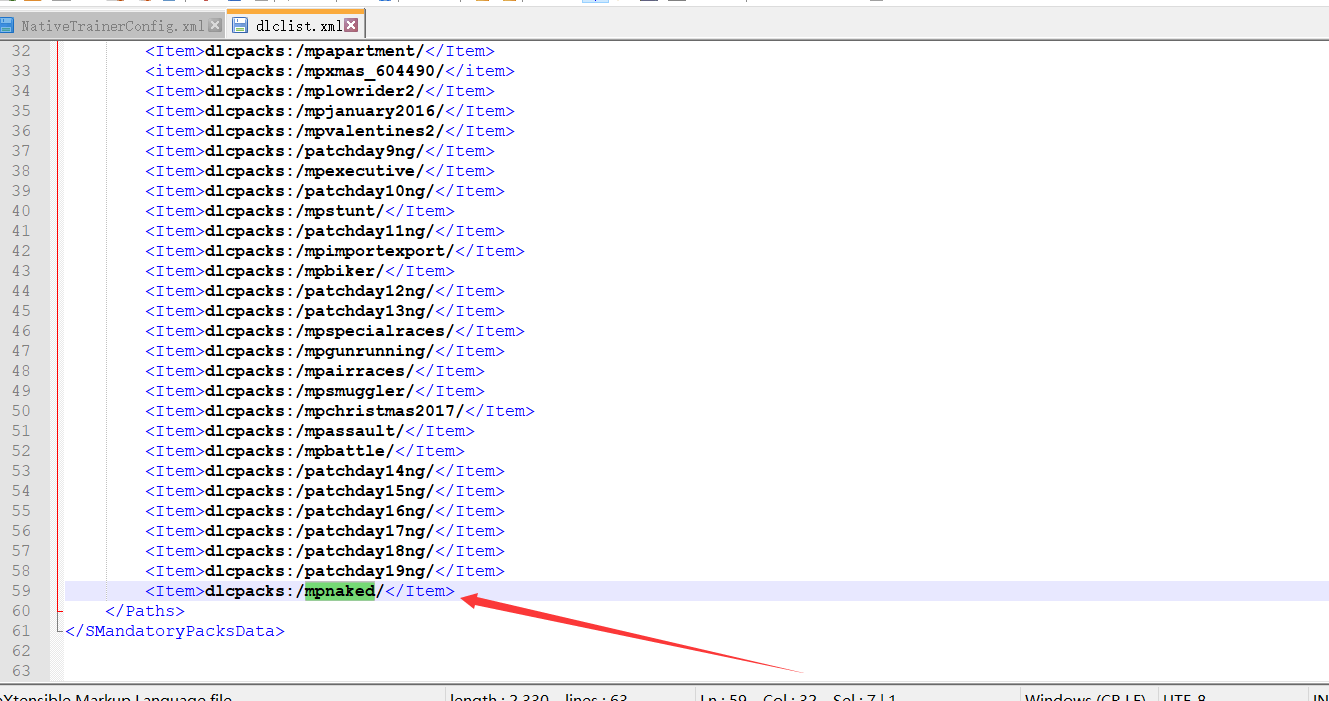 NativeTrainerConfig.xml dlclist.xml
32 <Item>dlcpacks:/mpapartment/</Item>
33 <item>dlcpacks:/mpxmas_604490/</item>
34 <Item>dlcpacks:/mplowrider2/</Item>
35 <Item>dlcpacks:/mpjanuary2016/</Item>
36 <Item>dlcpacks:/mpvalentines2/</Item>
37 <Item>dlcpacks:/patchday9ng/</Item>
38 <Item>dlcpacks:/mpexecutive/</Item>
39 <Item>dlcpacks:/patchday10ng/</Item>
40 <Item>dlcpacks:/mpstunt/</Item>
41 <Item>dlcpacks:/patchday11ng/</Item>
42 <Item>dlcpacks:/mpimportexport/</Item>
43 <Item>dlcpacks:/mpbiker/</Item>
44 <Item>dlcpacks:/patchday12ng/</Item>
45 <Item>dlcpacks:/patchday13ng/</Item>
46 <Item>dlcpacks:/mpspecialraces/</Item>
47 <Item>dlcpacks:/mpgunrunning/</Item>
48 <Item>dlcpacks:/mpairraces/</Item>
49 <Item>dlcpacks:/mpsmuggler/</Item>
50 <Item>dlcpacks:/mpchristmas2017/</Item>
51 <Item>dlcpacks:/mpassault/</Item>
52 <Item>dlcpacks:/mpbattle/</Item>
53 <Item>dlcpacks:/patchday14ng/</Item>
54 <Item>dlcpacks:/patchday15ng/</Item>
55 <Item>dlcpacks:/patchday16ng/</Item>
56 <Item>dlcpacks:/patchday17ng/</Item>
57 <Item>dlcpacks:/patchday18ng/</Item>
58 <Item>dlcpacks:/patchday19ng/</Item>
59 <Item>dlcpacks:/mpnaked/</Item>
60 </Paths>
61 </SMandatoryPacksData>
62
63
eXtensible Markup Language file length : 2,330 lines : 63 Ln : 59 Col : 32 Sel : 7 | 1 Windows (CR LF) UTF-8 IN